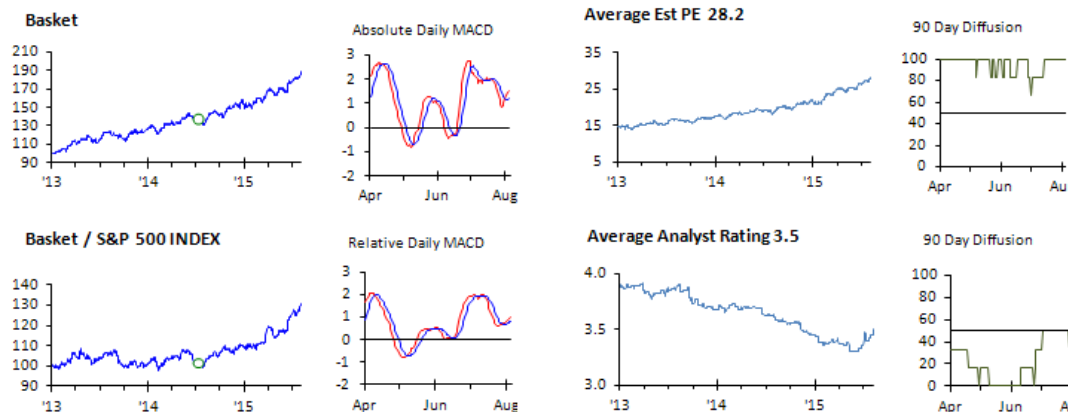 Basket
210
190
170
150
130
110
90
'13
'14
'15
Absolute Daily MACD
3
2
1
0
-1
-2
Apr
Jun
Aug
Average Est PE 28.2
35
25
15
5
'13
'14
'15
90 Day Diffusion
100
80
60
40
20
0
Apr
Jun
Au
Basket / S&P 500 INDEX
140
130
120
110
100
90
'13
'14
'15
Relative Daily MACD
3
2
1
0
-1
-2
Apr
Jun
Aug
Average Analyst Rating 3.5
4.0
3.5
3.0
'13
'14
'15
90 Day Diffusion
100
80
60
40
20
0
Apr
Jun